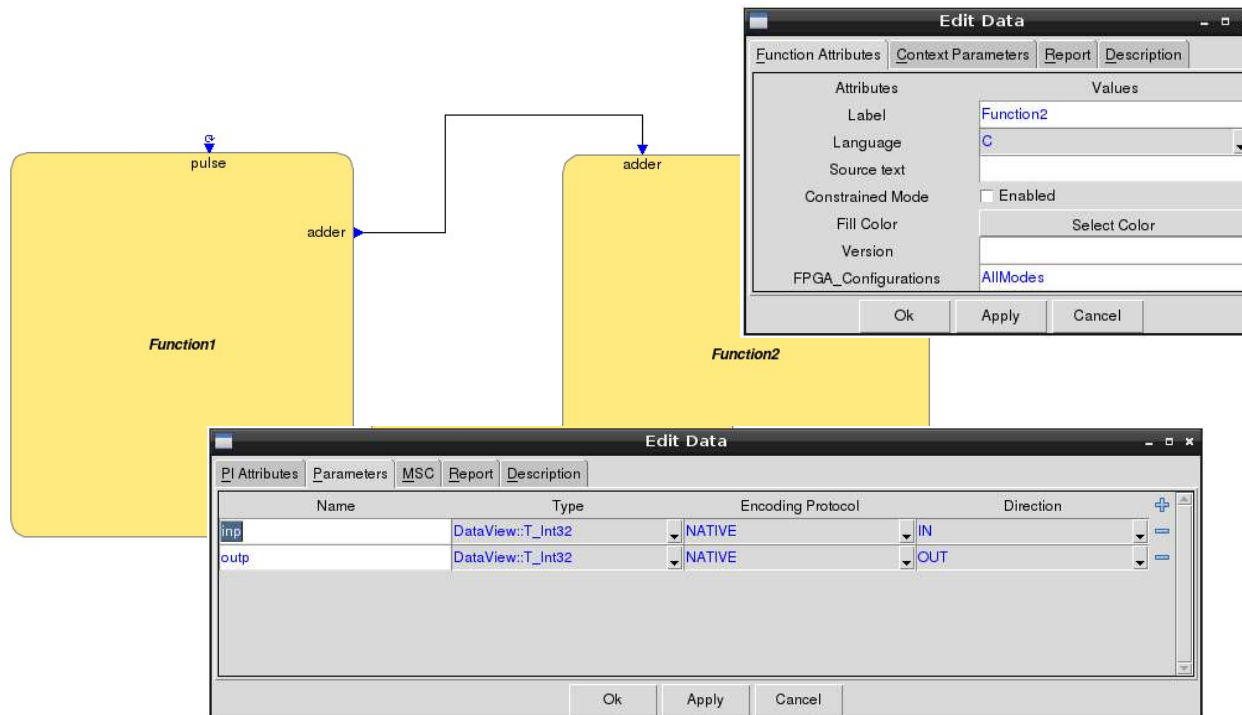 Edit Data
Function Attributes Context Parameters Report Description
Attributes Values
Label Function2
Language C
Source text
Constrained Mode Enabled
Fill Color Select Color
Version
FPGA_Configurations AllModes
Ok Apply Cancel
pulse
adder
adder
Function1
Function2
Edit Data
PI Attributes Parameters MSC Report Description
Name Type Encoding Protocol Direction
inp DataView::T_Int32 NATIVE IN
outp DataView::T_Int32 NATIVE OUT
Ok Apply Cancel